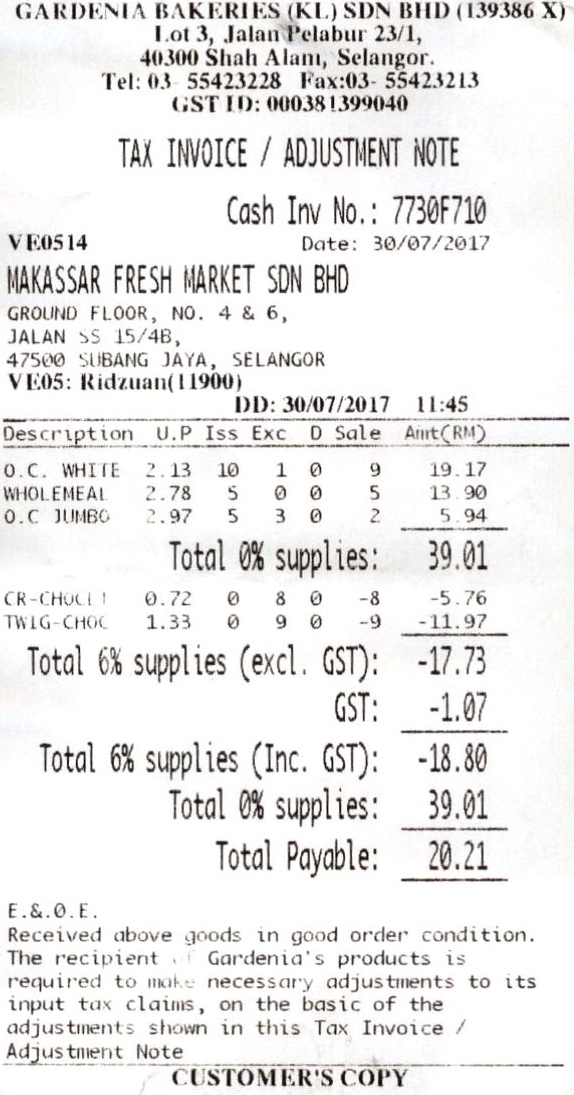 GARDENIA BAKERIES (KL) SDN BHD (139386 X)
Lot 3, Jalan Pelabur 23/1,
40300 Shah Alam, Selangor.
Tel: 03- 55423228 Fax:03- 55423213
GST ID: 000381399040
TAX INVOICE / ADJUSTMENT NOTE
Cash Inv No.: 7730F710
VE0514 Date: 30/07/2017
MAKASSAR FRESH MARKET SDN BHD
GROUND FLOOR, NO. 4 & 6,
JALAN SS 15/4B,
47500 SUBANG JAYA, SELANGOR
VE05: Ridzuan(11900)
DD: 30/07/2017 11:45
Description U.P Iss Exc D Sale Amt(RM)
O.C. WHITE 2.13 10 1 0 9 19.17
WHOLEMEAL 2.78 5 0 0 5 13.90
O.C JUMBO 2.97 5 3 0 2 5.94
Total 0% supplies: 39.01
0.72 0 8 0 -8 -5.76
TWIG-CHOC 1.33 0 9 0 -9 -11.97
Total 6% supplies (excl. GST): -17.73
GST: -1.07
Total 6% supplies (Inc. GST): -18.80
Total 0% supplies: 39.01
Total Payable: 20.21
E.&.O.E.
Received above goods in good order condition.
The recipient of Gardenia's products is
required to make necessary adjustments to its
input tax claims, on the basic of the
adjustments shown in this Tax Invoice /
Adjustment Note
CUSTOMER'S COPY